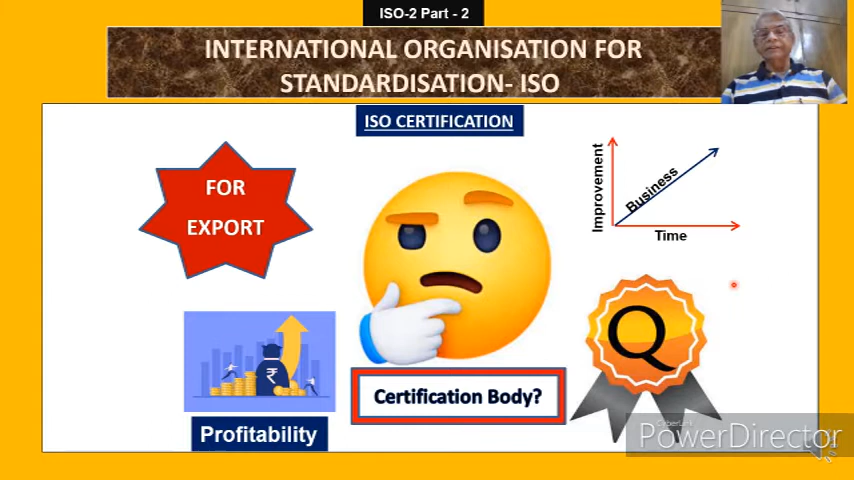 ISO-2 Part - 2
INTERNATIONAL ORGANISATION FOR
STANDARDISATION- ISO
ISO CERTIFICATION
FOR
EXPORT
Improvement
Business
Time
₹
Q
Certification Body?
Profitability
CyberLink
PowerDirector